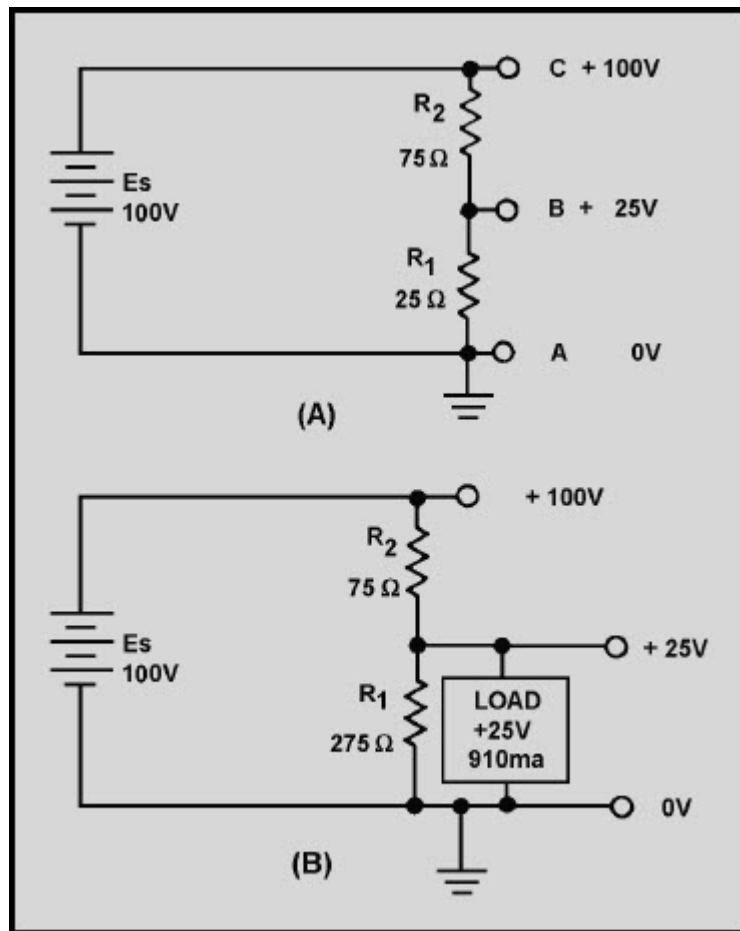 C + 100V
R2
75 Ω
Es
100V
B + 25V
R1
25 Ω
A 0V
(A)
+ 100V
R2
75 Ω
Es
100V
+ 25V
R1
275 Ω
LOAD
+25V
910ma
0V
(B)